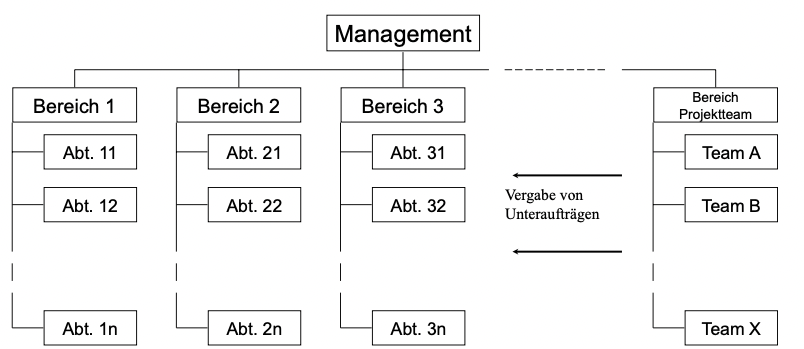 Management
Bereich 1
Bereich 2
Bereich 3
Bereich
Projektteam
Abt. 11
Abt. 21
Abt. 31
Team A
Abt. 12
Abt. 22
Abt. 32
Vergabe von
Unteraufträgen
Team B
Abt. 1n
Abt. 2n
Abt. 3n
Team X